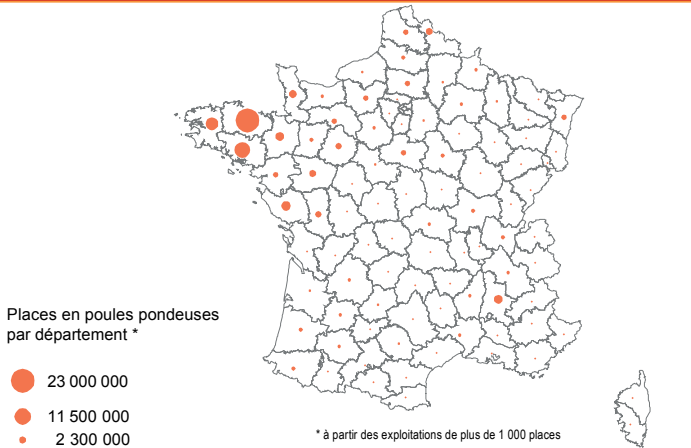 Places en poules pondeuses
par département *
23 000 000
11 500 000
2 300 000
* à partir des exploitations de plus de 1 000 places